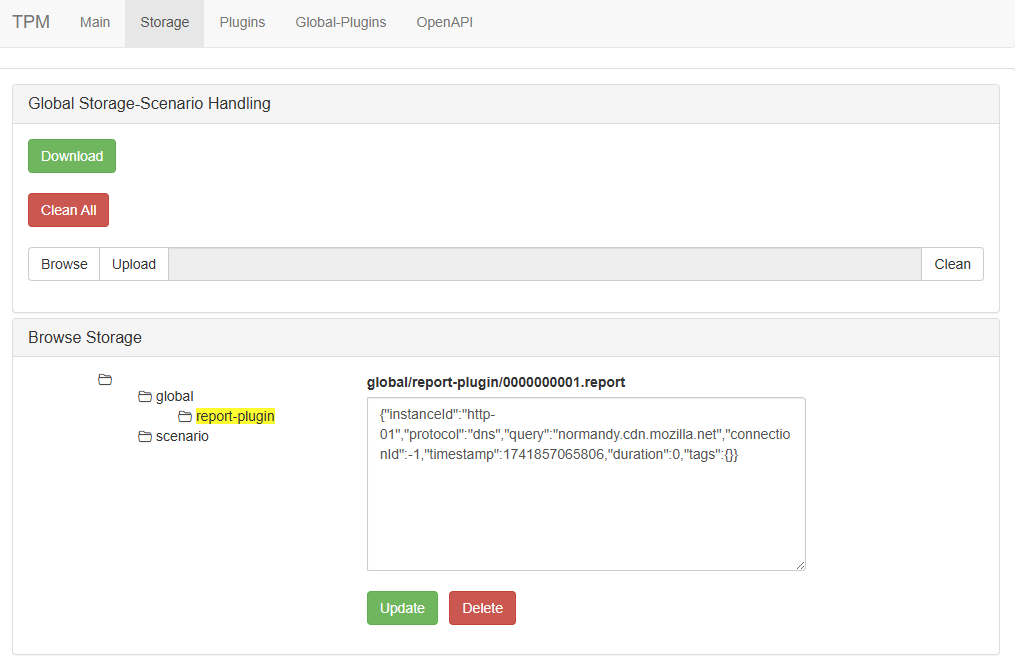 TPM Main Storage Plugins Global-Plugins OpenAPI
Global Storage-Scenario Handling
Download
Clean All
Browse Upload Clean
Browse Storage
global
report-plugin
scenario
global/report-plugin/0000000001.report
{"instanceId":"http-
01","protocol":"dns","query":"normandy.cdn.mozilla.net","connectio
nId":-1,"timestamp":1741857065806,"duration":0,"tags":{}}
Update Delete